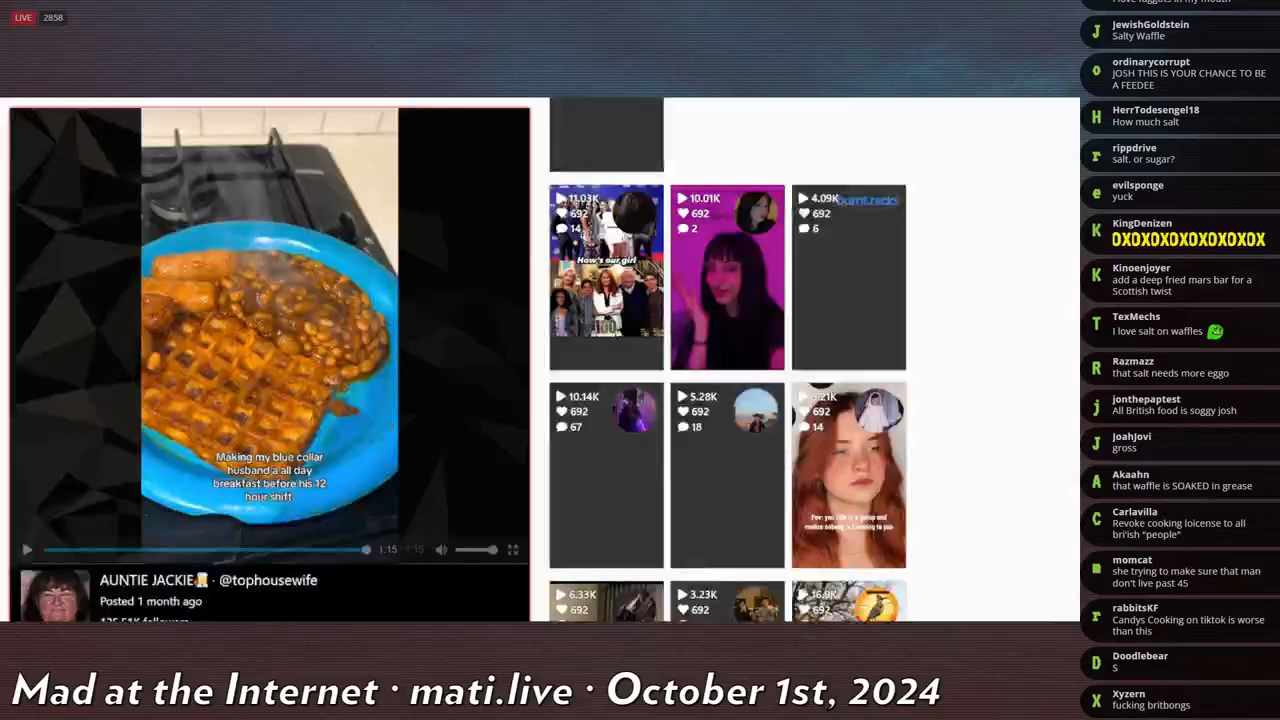 LIVE 2858
Making my blue collar
husband a all day
breakfast before his 12
hour shift
1:15
AUNTIE JACKIE · @tophousewife
Posted 1 month ago
11.03K
692
14
How's our girl
10.01K
692
2
4.09K
692
6
10.14K
692
67
5.28K
692
18
692
14
6.33K
692
3.23K
692
16.9K
692
JewishGoldstein
Salty Waffle
ordinarycorrupt
JOSH THIS IS YOUR CHANCE TO BE
A FEEDEE
HerrTodesengel18
How much salt
rippdrive
salt. or sugar?
evilsponge
yuck
KingDenizen
OXOXOXOXOXOXOXOX
Kinoenjoyer
add a deep fried mars bar for a
Scottish twist
TexMechs
I love salt on waffles
Razmazz
that salt needs more eggo
jonthepaptest
All British food is soggy josh
JoahJovi
gross
Akaahn
that waffle is SOAKED in grease
Carlavilla
Revoke cooking loicense to all
bri'ish "people"
momcat
she trying to make sure that man
don't live past 45
rabbitsKF
Candys Cooking on tiktok is worse
than this
Doodlebear
S
Xyzern
fucking britbongs
Mad at the Internet · mati.live · October 1st, 2024